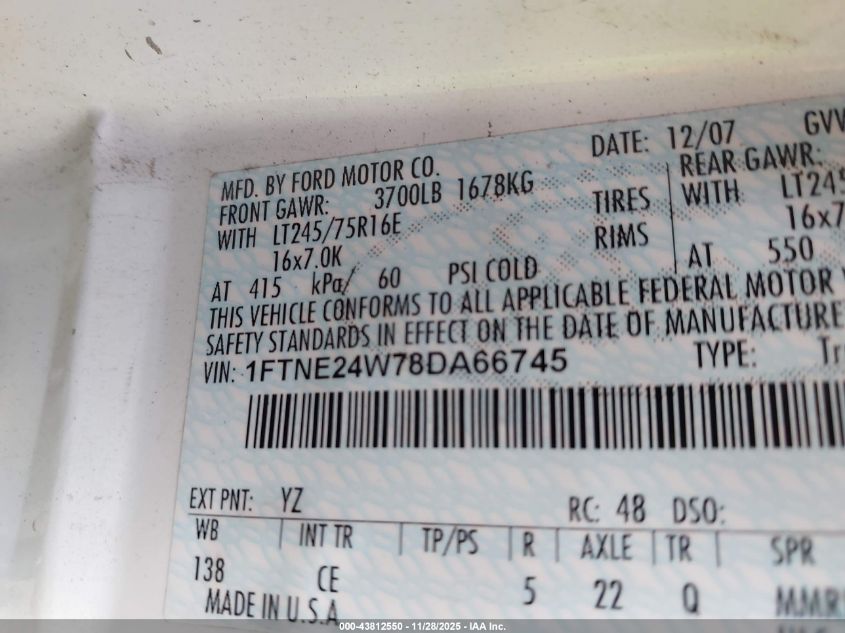 MFD. BY FORD MOTOR CO. DATE: 12/07
FRONT GAWR: 3700LB 1678KG REAR GAWR:
WITH LT245/75R16E TIRES WITH
16x7.0K RIMS
AT 415 kPa/ 60 PSI COLD AT 550
THIS VEHICLE CONFORMS TO ALL APPLICABLE FEDERAL MOTOR
SAFETY STANDARDS IN EFFECT ON THE DATE OF MANUFACTURE
VIN: 1FTNE24W78DA66745 TYPE:
EXT PNT: YZ RC: 48 DSO:
WB INT TR TP/PS R AXLE TR SPR
138 CE 5 22 Q
MADE IN U.S.A
000-43812550 - 11/28/2025 - IAA Inc.